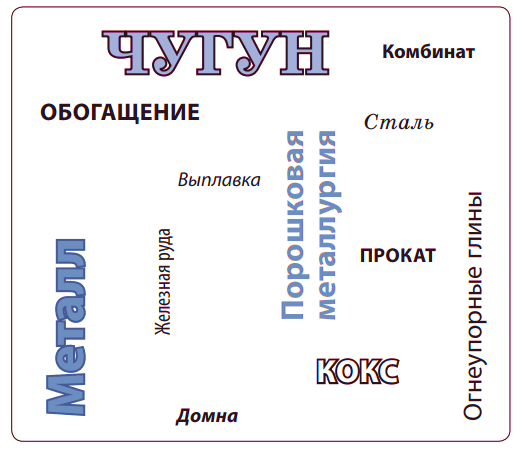 ЧУГУН
Комбинат
ОБОГАЩЕНИЕ
Сталь
Выплавка
Порошковая
металлургия
Железная руда
Огнеупорные глины
Металл
ПРОКАТ
КОКС
Домна